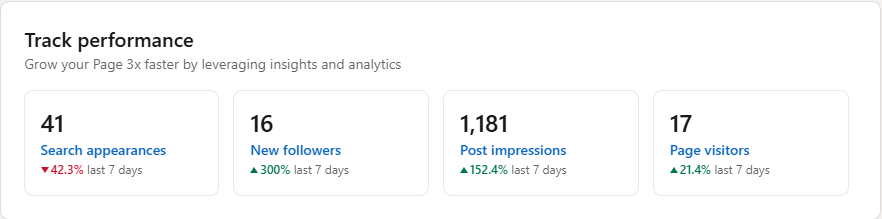 Track performance
Grow your Page 3x faster by leveraging insights and analytics
41
Search appearances
▼42.3% last 7 days
16
New followers
▲300% last 7 days
1,181
Post impressions
▲152.4% last 7 days
17
Page visitors
▲21.4% last 7 days